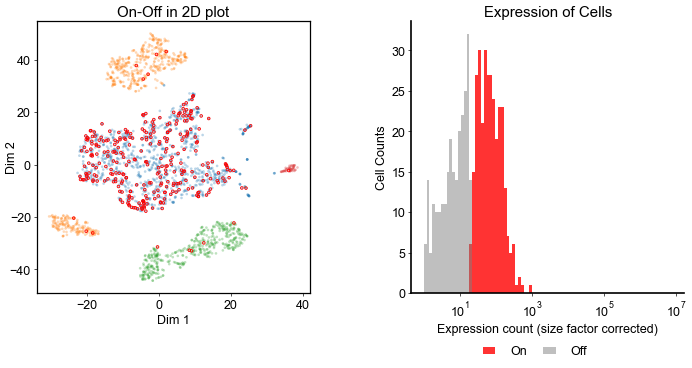 On-Off in 2D plot
Dim 2
40
20
0
−20
−40
−20 0 20 40
Dim 1
Expression of Cells
Cell Counts
30
25
20
15
10
5
0
10^1 10^3 10^5 10^7
Expression count (size factor corrected)
On Off